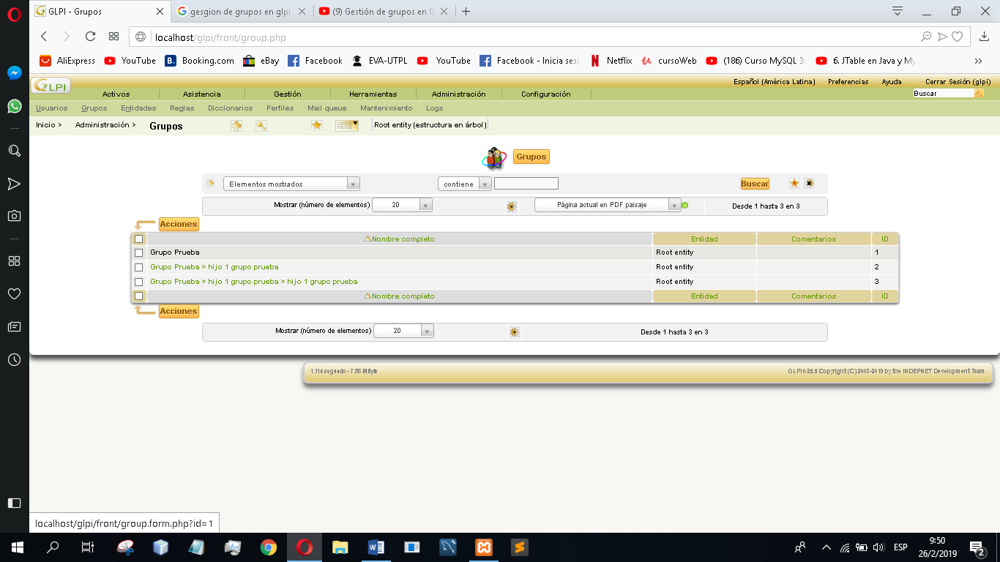 GLPI - Grupos
gesgion de grupos en glpi
(9) Gestión de grupos en G
localhost/glpi/front/group.php
AliExpress YouTube Booking.com eBay Facebook EVA-UTPL YouTube Facebook - Inicia sesi Netflix cursoWeb (186) Curso MySQL 3: 6. JTable en Java y My
GLPI
Español (América Latina) Preferencias Ayuda Cerrar Sesión (glpi)
Activos Asistencia Gestión Herramientas Administración Configuración
Buscar
Usuarios Grupos Entidades Reglas Diccionarios Perfiles Mail queue Mantenimiento Logs
Inicio > Administración > Grupos Root entity (estructura en árbol)
Grupos
Elementos mostrados contiene Buscar
Mostrar (número de elementos) 20 Página actual en PDF paisaje Desde 1 hasta 3 en 3
Acciones
Nombre completo Entidad Comentarios ID
Grupo Prueba Root entity 1
Grupo Prueba > hijo 1 grupo prueba Root entity 2
Grupo Prueba > hijo 1 grupo prueba > hijo 1 grupo prueba Root entity 3
Nombre completo Entidad Comentarios ID
Acciones
Mostrar (número de elementos) 20 Desde 1 hasta 3 en 3
1.114 segundo - 7.86 MByte
GLPI 0.85.5 Copyright (C) 2003-2019 by the INDEPNET Development Team.
localhost/glpi/front/group.form.php?id=1
ESP
9:50
26/2/2019
2